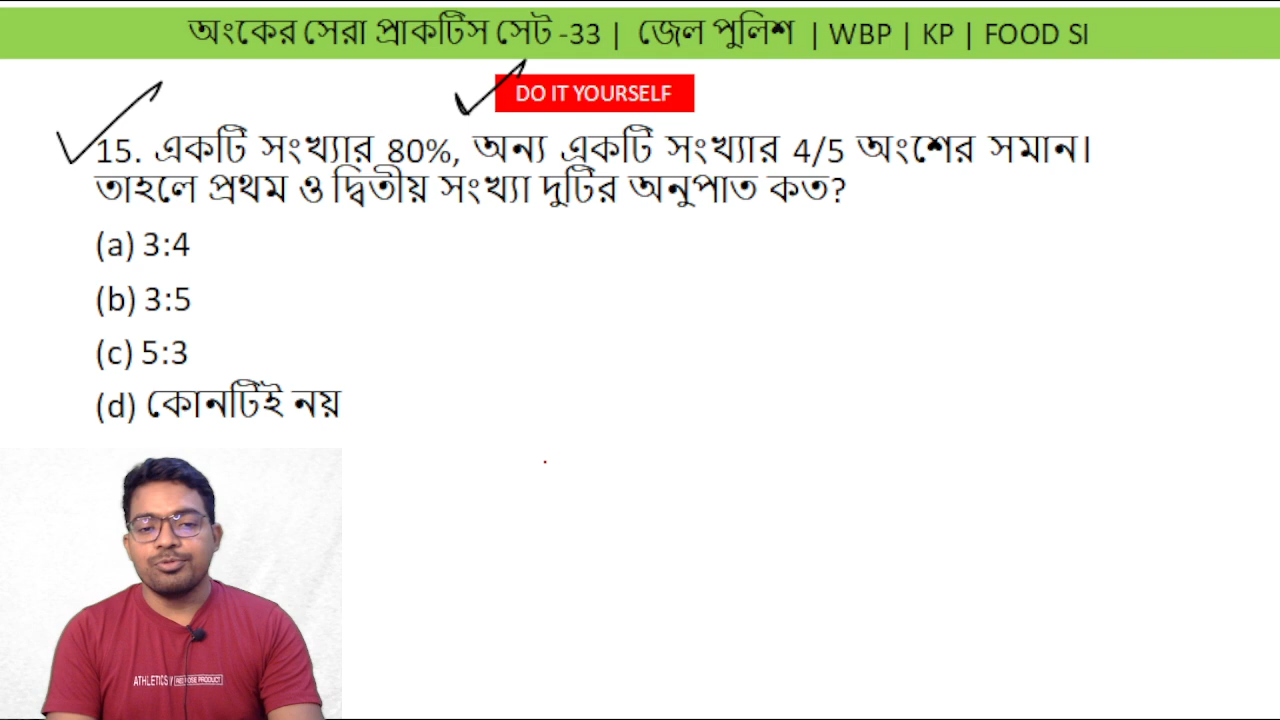 অংকের সেরা প্রাকটিস সেট -33 | জেল পুলিশ | WBP | KP | FOOD SI
DO IT YOURSELF
15. একটি সংখ্যার 80%, অন্য একটি সংখ্যার 4/5 অংশের সমান।
তাহলে প্রথম ও দ্বিতীয় সংখ্যা দুটির অনুপাত কত?
(a) 3:4
(b) 3:5
(c) 5:3
(d) কোনটিই নয়
ATHLETICS